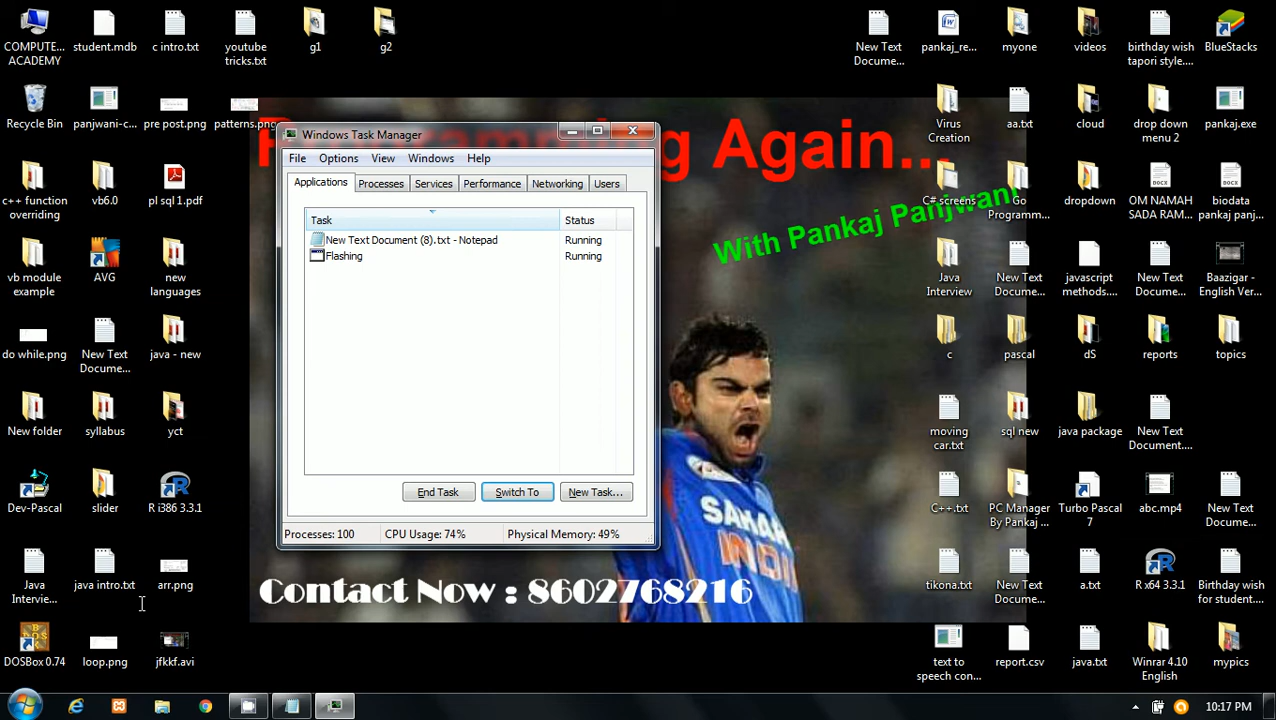 COMPUTE...
ACADEMY
student.mdb
c intro.txt
youtube
tricks.txt
g1
g2
New Text
Docume...
pankaj_re...
myone
videos
birthday wish
tapori style....
BlueStacks
Recycle Bin
panjwani-c...
pre post.png
patterns.png
Virus
Creation
aa.txt
cloud
drop down
menu 2
pankaj.exe
g Again...
With Pankaj Panjwani
Windows Task Manager
File
Options
View
Windows
Help
Applications
Processes
Services
Performance
Networking
Users
Task
Status
New Text Document (8).txt - Notepad
Running
Flashing
Running
End Task
Switch To
New Task...
Processes: 100
CPU Usage: 74%
Physical Memory: 49%
c++ function
overriding
vb6.0
pl sql 1.pdf
C# screens
Go
Programm...
dropdown
OM NAMAH
SADA RAM...
biodata
pankaj panj...
vb module
example
AVG
new
languages
Java
Interview
New Text
Docume...
javascript
methods....
New Text
Docume...
Baazigar -
English Ver...
do while.png
New Text
Docume...
java - new
c
pascal
dS
reports
topics
New folder
syllabus
yct
moving
car.txt
sql new
java package
New Text
Document....
New Text
Docume...
Dev-Pascal
slider
R i386 3.3.1
C++.txt
PC Manager
By Pankaj ...
Turbo Pascal
7
abc.mp4
New Text
Docume...
SAHARA
INDI
Java
Intervie...
java intro.txt
arr.png
tikona.txt
New Text
Docume...
a.txt
R x64 3.3.1
Birthday wish
for student....
Contact Now : 8602768216
DOSBox 0.74
loop.png
jfkkf.avi
text to
speech con...
report.csv
java.txt
Winrar 4.10
English
mypics
10:17 PM